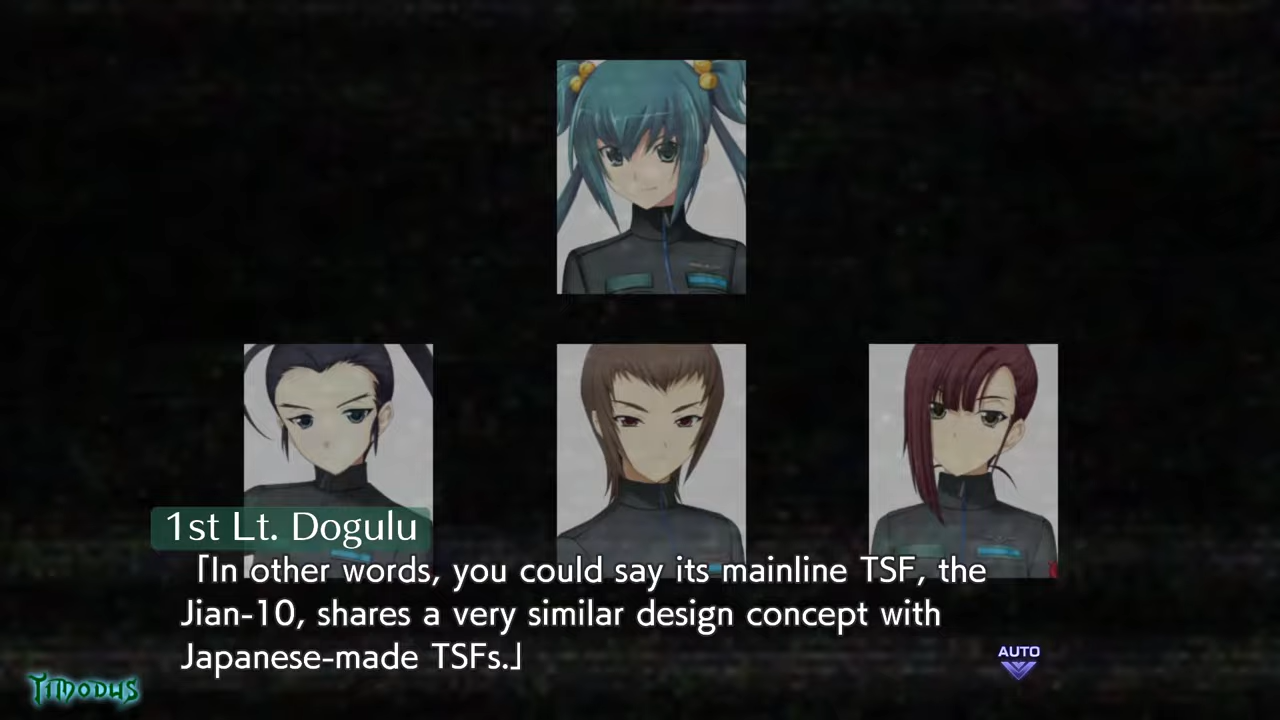 1st Lt. Dogulu
「In other words, you could say its mainline TSF, the
Jian-10, shares a very similar design concept with
Japanese-made TSFs.」
AUTO
TIMODUS